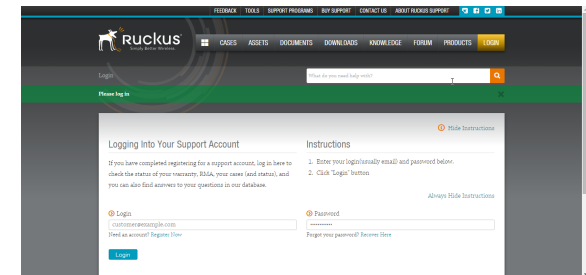 FEEDBACK TOOLS SUPPORT PROGRAMS BUY SUPPORT CONTACT US ABOUT RUCKUS SUPPORT
Ruckus
Simply Better Wireless.
CASES ASSETS DOCUMENTS DOWNLOADS KNOWLEDGE FORUM PRODUCTS LOGIN
Login
What do you need help with?
Please log in
Hide Instructions
Logging Into Your Support Account
If you have completed registering for a support account, log in here to
check the status of your warranty, RMA, your cases (and status), and
you can also find answers to your questions in our database.
Instructions
1. Enter your login(usually email) and password below.
2. Click "Login" button
Always Hide Instructions
Login
customer@example.com
Need an account? Register Now
Password
Forgot your password? Recover Here
Login